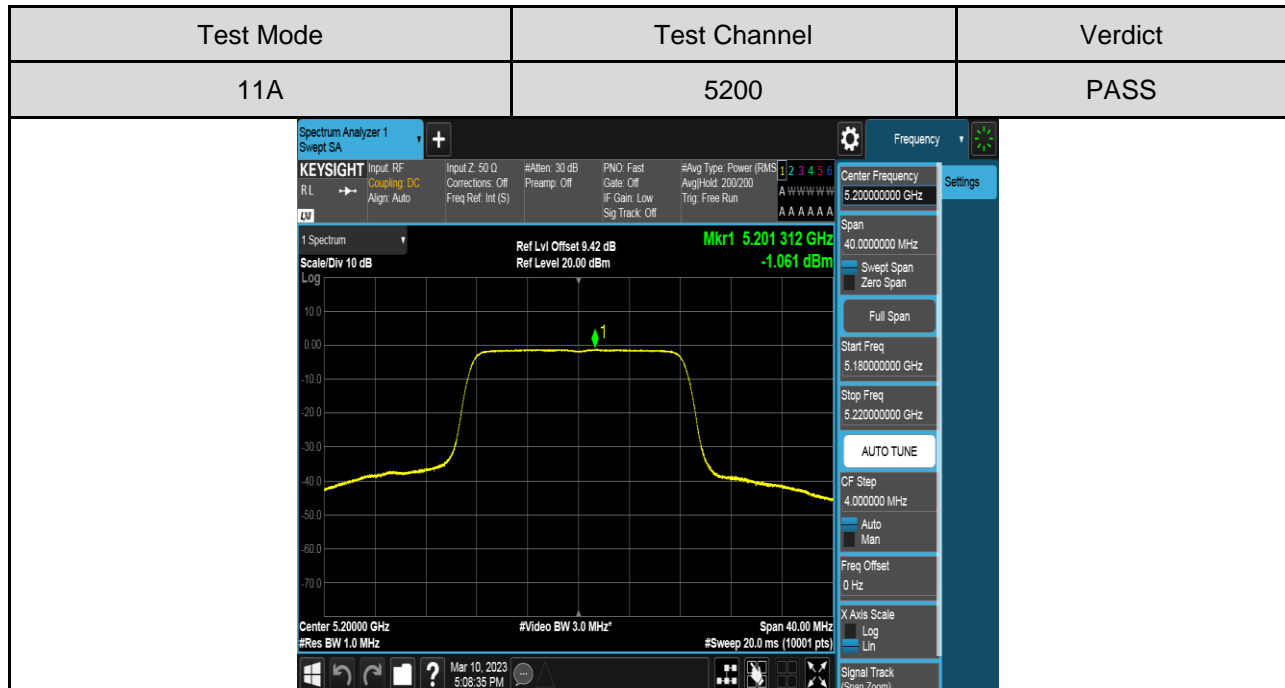 Test Mode Test Channel Verdict
11A 5200 PASS
Spectrum Analyzer 1
Swept SA
+
Frequency
KEYSIGHT
RL
LXI
Input: RF
Coupling: DC
Align: Auto
Input Z: 50 Ω
Corrections: Off
Freq Ref: Int (S)
#Atten: 30 dB
Preamp: Off
PNO: Fast
Gate: Off
IF Gain: Low
Sig Track: Off
#Avg Type: Power (RMS
Avg|Hold: 200/200
Trig: Free Run
1 2 3 4 5 6
A W W W W W
A A A A A A
Center Frequency
5.200000000 GHz
Settings
Span
40.0000000 MHz
Swept Span
Zero Span
Full Span
Start Freq
5.180000000 GHz
Stop Freq
5.220000000 GHz
AUTO TUNE
CF Step
4.000000 MHz
Auto
Man
Freq Offset
0 Hz
X Axis Scale
Log
Lin
Signal Track
(Span Zoom)
1 Spectrum
Scale/Div 10 dB
Ref Lvl Offset 9.42 dB
Ref Level 20.00 dBm
Mkr1 5.201 312 GHz
-1.061 dBm
Log
10.0
0.00
-10.0
-20.0
-30.0
-40.0
-50.0
-60.0
-70.0
1
Center 5.20000 GHz
#Res BW 1.0 MHz
#Video BW 3.0 MHz*
Span 40.00 MHz
#Sweep 20.0 ms (10001 pts)
?
Mar 10, 2023
5:08:35 PM